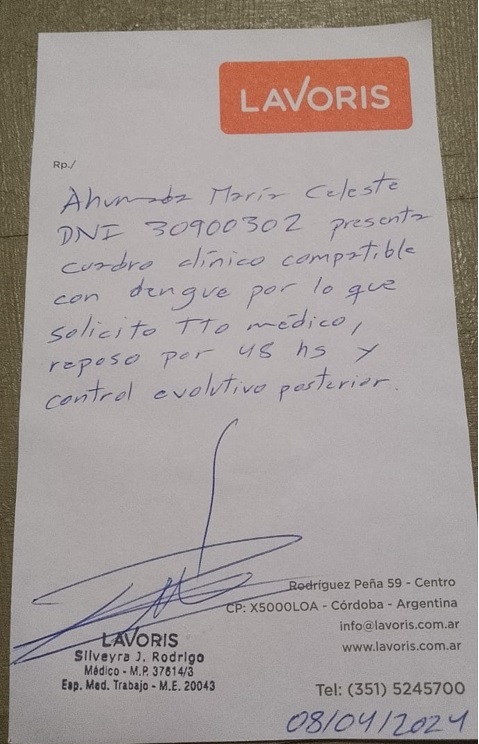 LAVORIS
Rp./
Ahumada María Celeste
DNI 30900302 presenta
cuadro clínico compatible
con dengue por lo que
solicito TTo médico,
reposo por 48 hs y
control evolutivo posterior.
Rodríguez Peña 59 - Centro
CP: X5000LOA - Córdoba - Argentina
info@lavoris.com.ar
www.lavoris.com.ar
LAVORIS
Silveyra J. Rodrigo
Médico - M.P. 37614/3
Esp. Med. Trabajo - M.E. 20043
Tel: (351) 5245700
08/04/2024